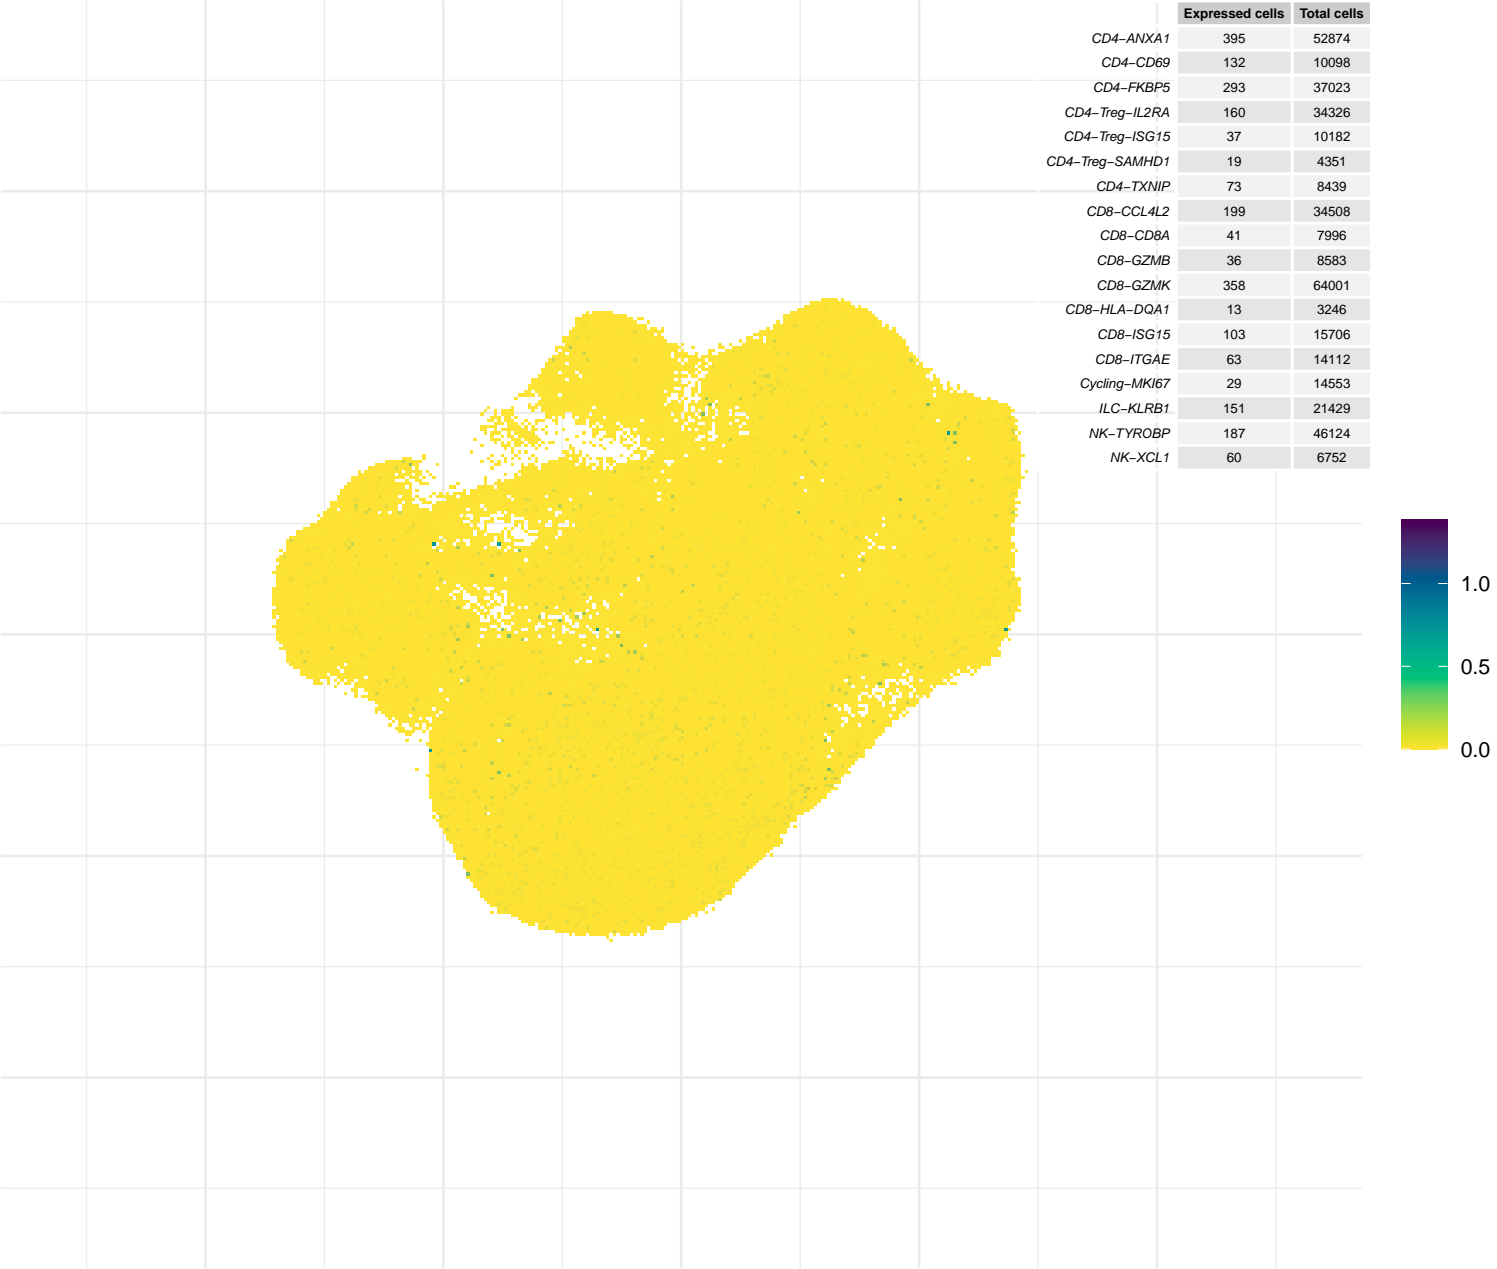 Expressed cells Total cells
CD4−ANXA1 395 52874
CD4−CD69 132 10098
CD4−FKBP5 293 37023
CD4−Treg−IL2RA 160 34326
CD4−Treg−ISG15 37 10182
CD4−Treg−SAMHD1 19 4351
CD4−TXNIP 73 8439
CD8−CCL4L2 199 34508
CD8−CD8A 41 7996
CD8−GZMB 36 8583
CD8−GZMK 358 64001
CD8−HLA−DQA1 13 3246
CD8−ISG15 103 15706
CD8−ITGAE 63 14112
Cycling−MKI67 29 14553
ILC−KLRB1 151 21429
NK−TYROBP 187 46124
NK−XCL1 60 6752
1.0
0.5
0.0